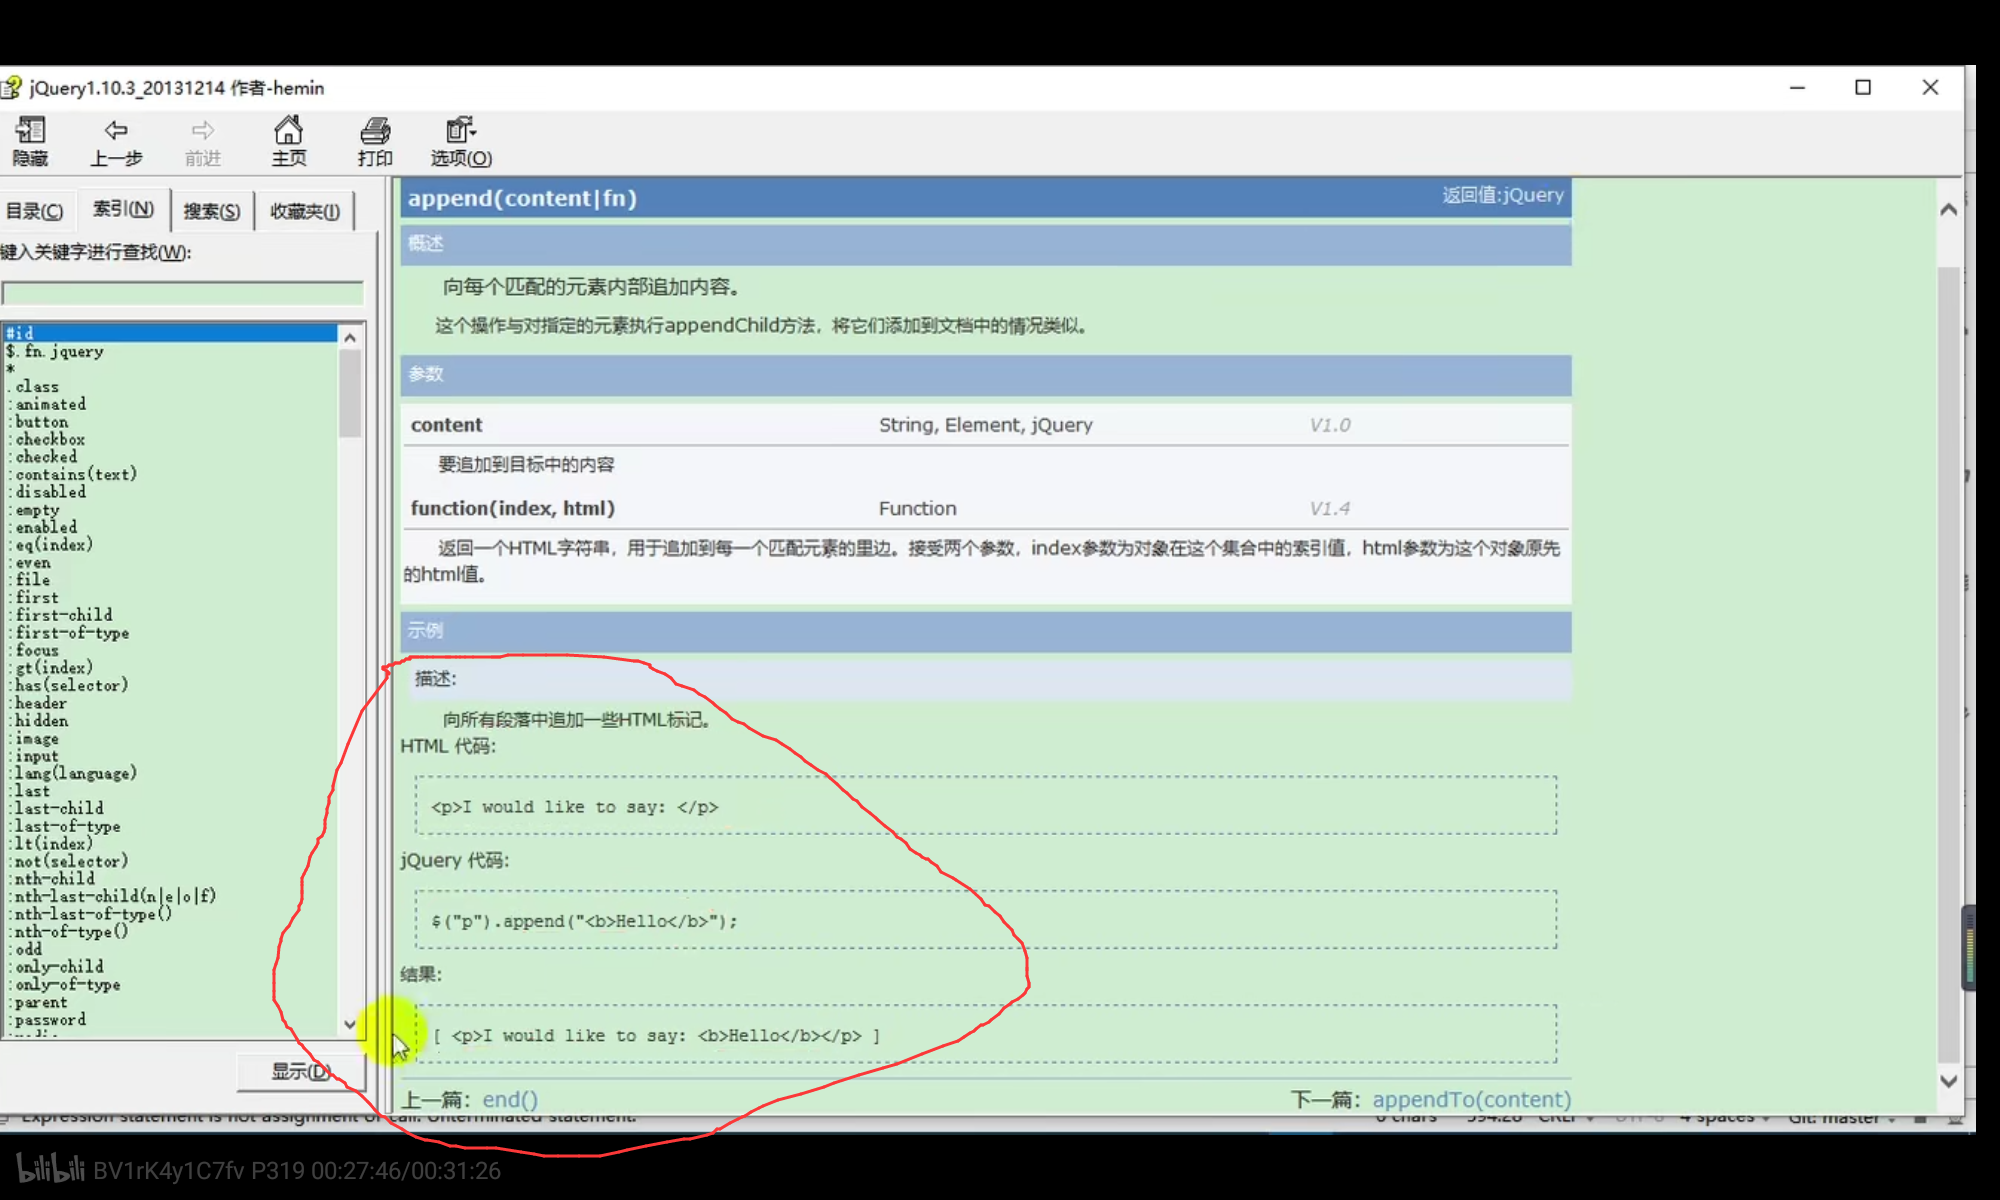 jQuery1.10.3_20131214 作者-hemin
隐藏 上一步 前进 主页 打印 选项(O)
目录(C) 索引(N) 搜索(S) 收藏夹(I)
键入关键字进行查找(W):
#id
$.fn.jquery
*
.class
:animated
:button
:checkbox
:checked
:contains(text)
:disabled
:empty
:enabled
:eq(index)
:even
:file
:first
:first-child
:first-of-type
:focus
:gt(index)
:has(selector)
:header
:hidden
:image
:input
:lang(language)
:last
:last-child
:last-of-type
:lt(index)
:not(selector)
:nth-child
:nth-last-child(n|e|o|f)
:nth-last-of-type()
:nth-of-type()
:odd
:only-child
:only-of-type
:parent
:password
显示(D)
append(content|fn) 返回值:jQuery
概述
向每个匹配的元素内部追加内容。
这个操作与对指定的元素执行appendChild方法，将它们添加到文档中的情况类似。
参数
content String, Element, jQuery V1.0
要追加到目标中的内容
function(index, html) Function V1.4
返回一个HTML字符串，用于追加到每一个匹配元素的里边。接受两个参数，index参数为对象在这个集合中的索引值，html参数为这个对象原先
的html值。
示例
描述:
向所有段落中追加一些HTML标记。
HTML 代码:
<p>I would like to say: </p>
jQuery 代码:
$("p").append("<b>Hello</b>");
结果:
[ <p>I would like to say: <b>Hello</b></p> ]
上一篇：end() 下一篇：appendTo(content)
Expression statement is not assignment or call. Unterminated statement. 4 spaces Git: master
bilibili BV1rK4y1C7fv P319 00:27:46/00:31:26